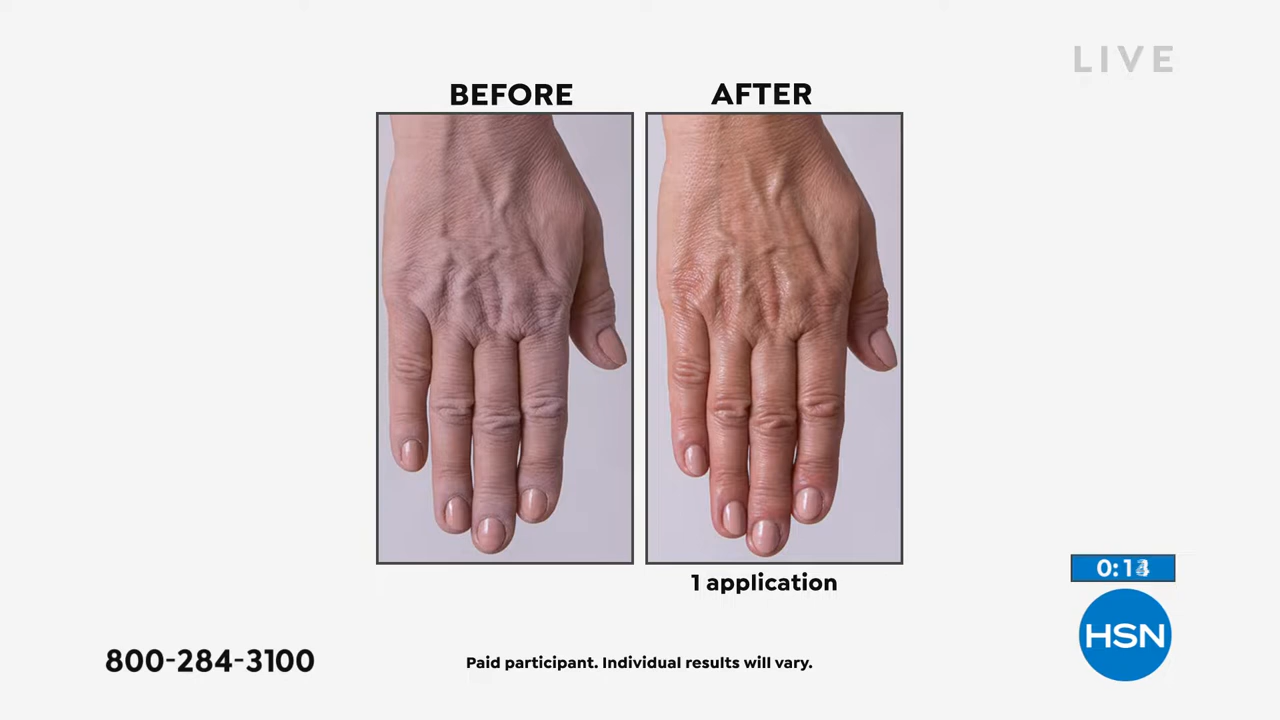 LIVE
BEFORE
AFTER
1 application
HSN
800-284-3100
Paid participant. Individual results will vary.